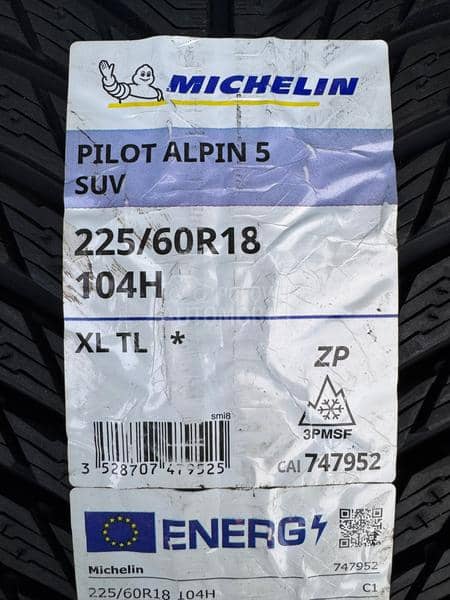 MICHELIN
PILOT ALPIN 5
SUV
225/60R18
104H
XL TL *
ZP
smi8
3PMSF
3 528707 479525
CAI 747952
ENERG
Michelin 747952
225/60R18 104H C1